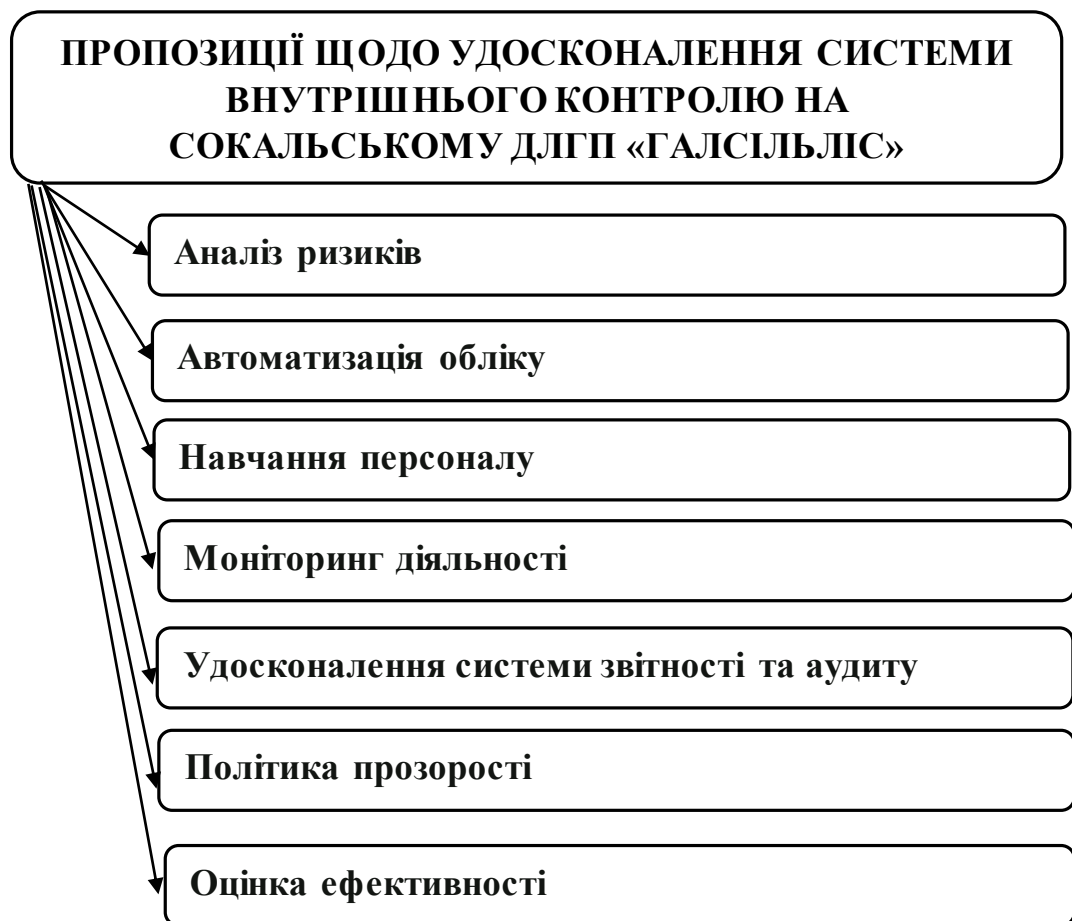 ПРОПОЗИЦІЇ ЩОДО УДОСКОНАЛЕННЯ СИСТЕМИ
ВНУТРІШНЬОГО КОНТРОЛЮ НА
СОКАЛЬСЬКОМУ ДЛГП «ГАЛСІЛЬЛІС»
Аналіз ризиків
Автоматизація обліку
Навчання персоналу
Моніторинг діяльності
Удосконалення системи звітності та аудиту
Політика прозорості
Оцінка ефективності